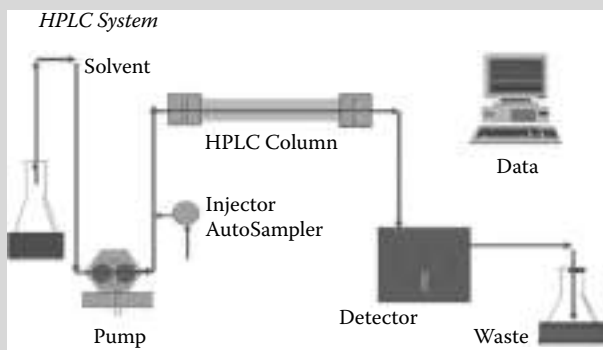 HPLC System
Solvent
HPLC Column
Data
Injector
AutoSampler
Pump
Detector
Waste